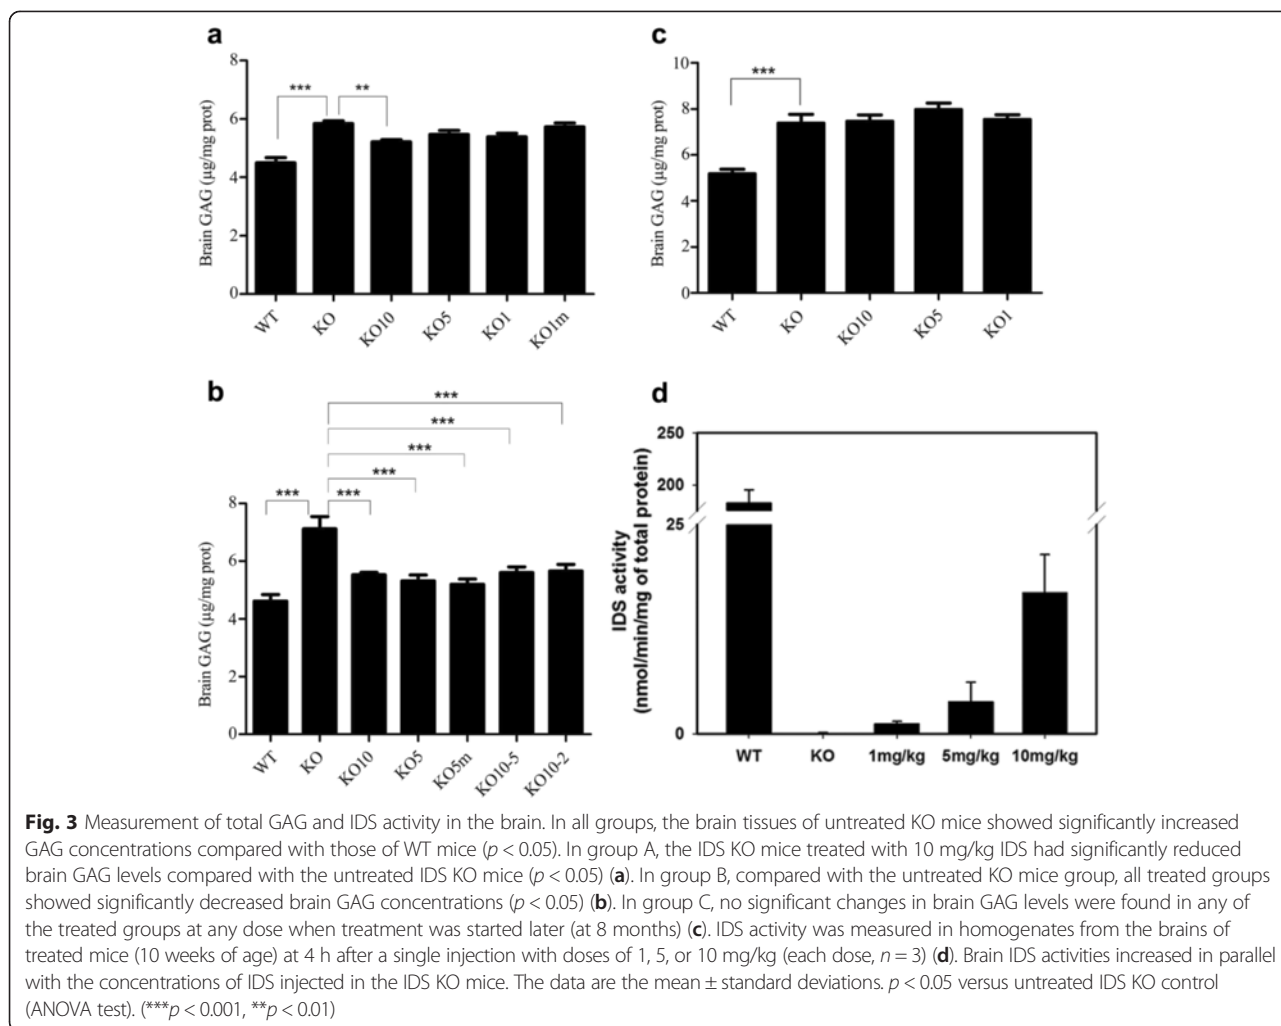 a
8
6
4
2
0
Brain GAG (µg/mg prot)
***
**
WT
KO
KO10
KO5
KO1
KO1m
c
10
8
6
4
2
0
Brain GAG (µg/mg prot)
***
WT
KO
KO10
KO5
KO1
b
8
6
4
2
0
Brain GAG (µg/mg prot)
***
***
***
***
***
***
WT
KO
KO10
KO5
KO5m
KO10-5
KO10-2
d
250
200
25
0
IDS activity
(nmol/min/mg of total protein)
WT
KO
1mg/kg
5mg/kg
10mg/kg
Fig. 3 Measurement of total GAG and IDS activity in the brain. In all groups, the brain tissues of untreated KO mice showed significantly increased
GAG concentrations compared with those of WT mice (p < 0.05). In group A, the IDS KO mice treated with 10 mg/kg IDS had significantly reduced
brain GAG levels compared with the untreated IDS KO mice (p < 0.05) (a). In group B, compared with the untreated KO mice group, all treated groups
showed significantly decreased brain GAG concentrations (p < 0.05) (b). In group C, no significant changes in brain GAG levels were found in any of
the treated groups at any dose when treatment was started later (at 8 months) (c). IDS activity was measured in homogenates from the brains of
treated mice (10 weeks of age) at 4 h after a single injection with doses of 1, 5, or 10 mg/kg (each dose, n = 3) (d). Brain IDS activities increased in parallel
with the concentrations of IDS injected in the IDS KO mice. The data are the mean ± standard deviations. p < 0.05 versus untreated IDS KO control
(ANOVA test). (***p < 0.001, **p < 0.01)